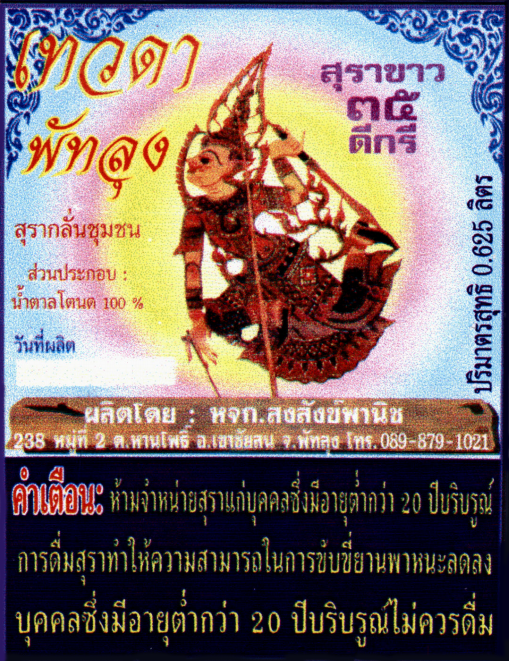 เทวดา
พัทลุง
สุราขาว
๓๕
ดีกรี
สุรากลั่นชุมชน
ส่วนประกอบ :
น้ำตาลโตนด 100 %
วันที่ผลิต
ปริมาตรสุทธิ 0.625 ลิตร
ผลิตโดย : หจก.สงสังข์พานิช
238 หมู่ที่ 2 ต.หานโพธิ์ อ.เขาชัยสน จ.พัทลุง โทร. 089-879-1021
คำเตือน: ห้ามจำหน่ายสุราแก่บุคคลซึ่งมีอายุต่ำกว่า 20 ปีบริบูรณ์
การดื่มสุราทำให้ความสามารถในการขับขี่ยานพาหนะลดลง
บุคคลซึ่งมีอายุต่ำกว่า 20 ปีบริบูรณ์ไม่ควรดื่ม